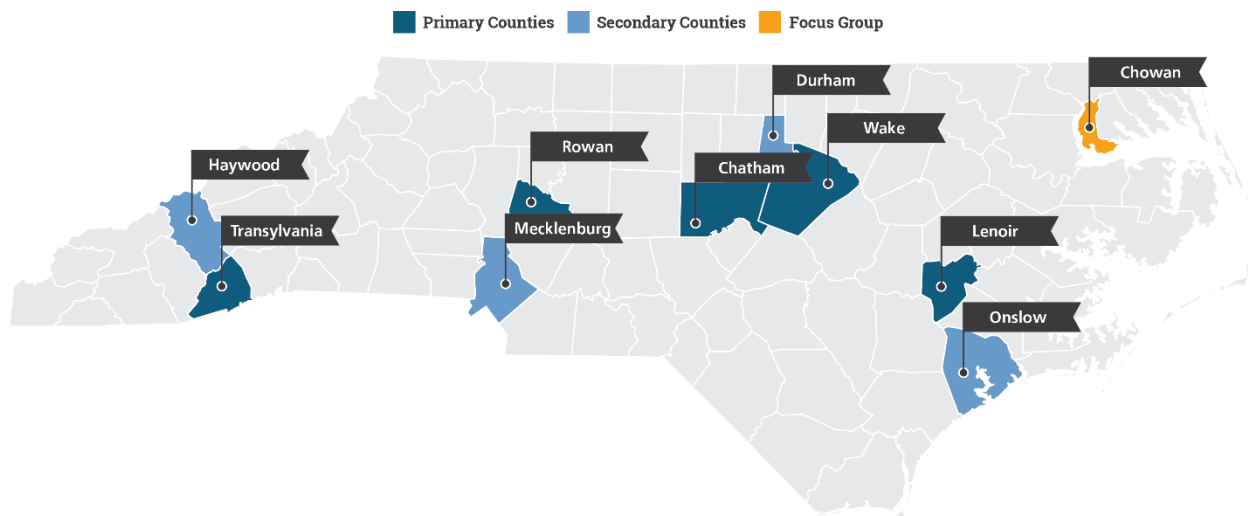 Primary Counties Secondary Counties Focus Group
Chowan
Durham
Wake
Rowan
Chatham
Haywood
Transylvania
Mecklenburg
Lenoir
Onslow